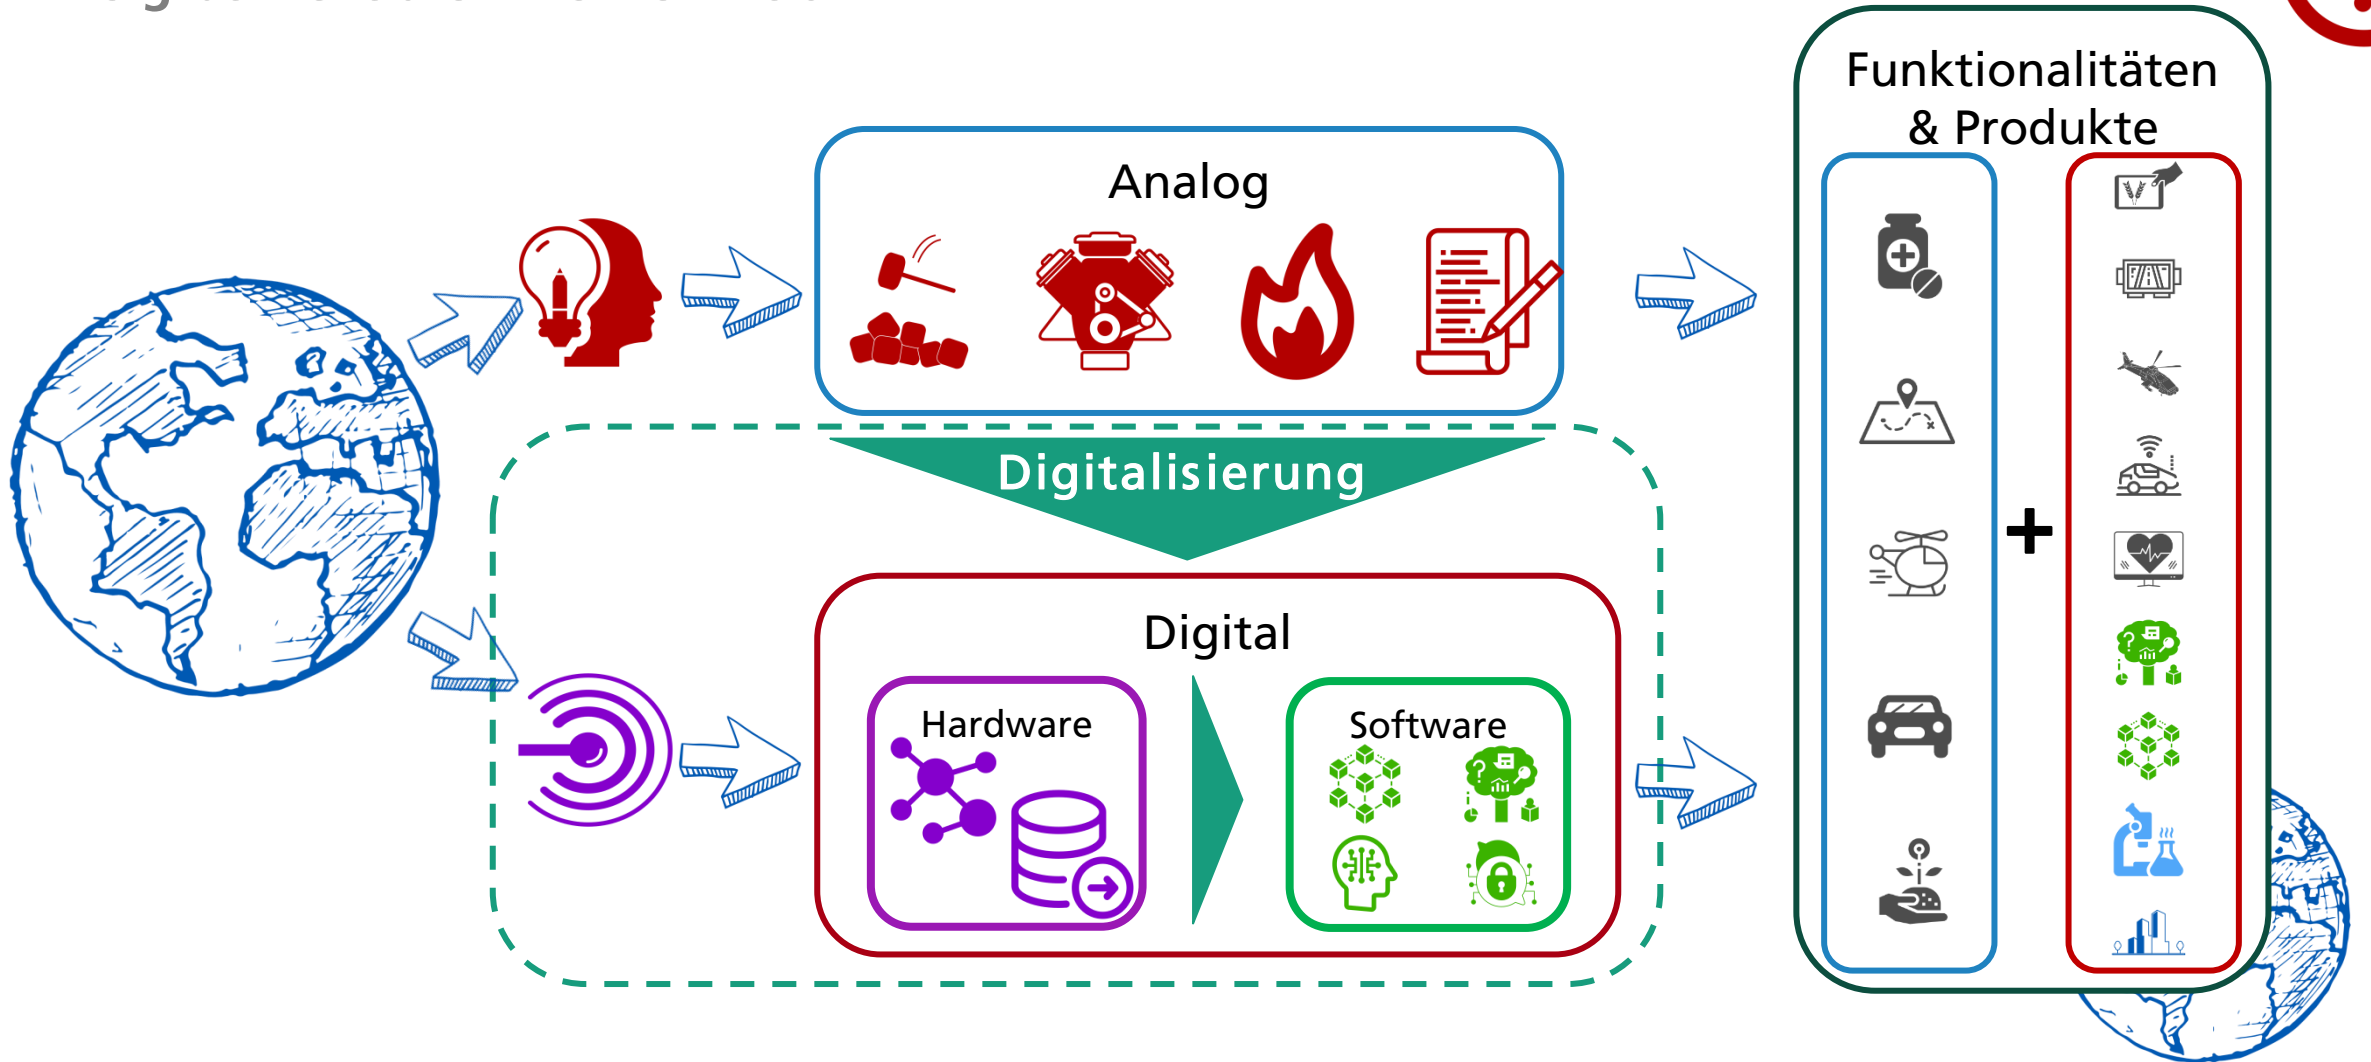 Funktionalitäten
& Produkte
Analog
Digitalisierung
Digital
Hardware
Software